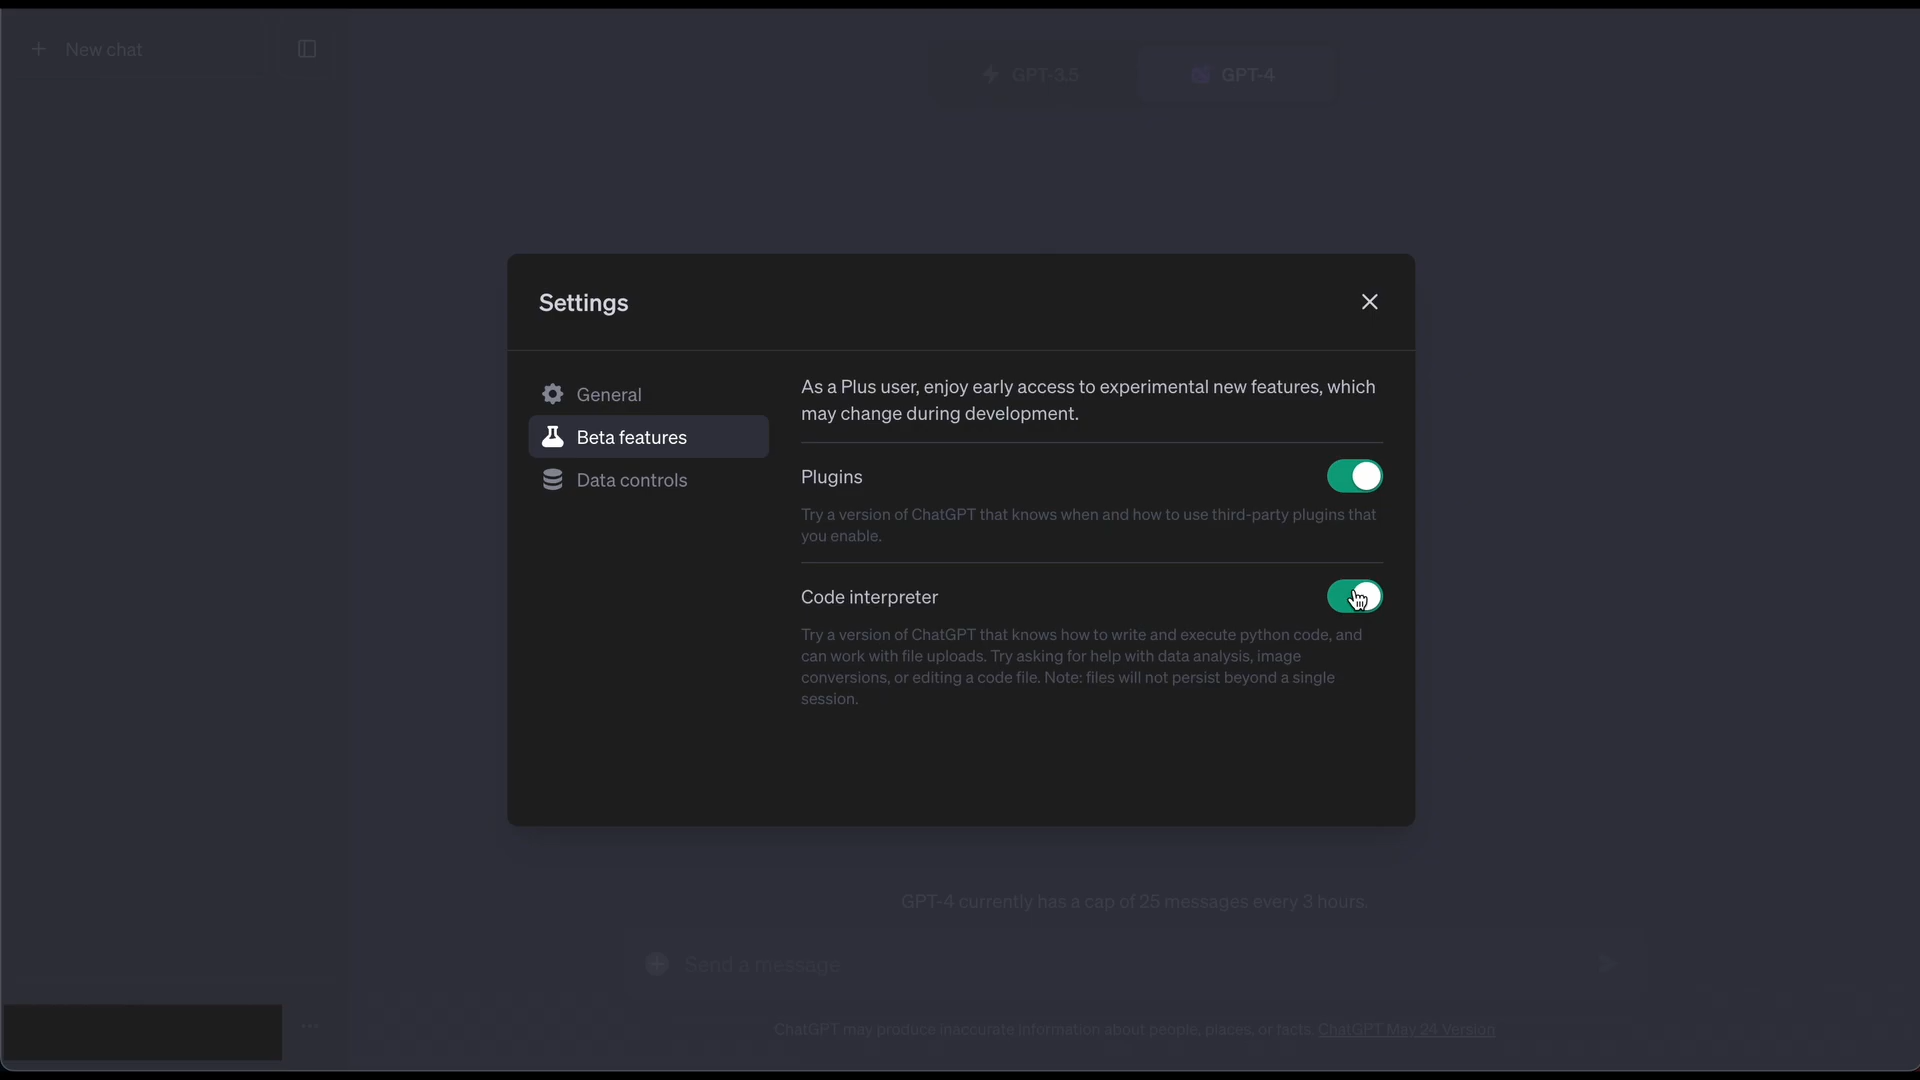 New chat
GPT-3.5
GPT-4
Settings
General
Beta features
Data controls
As a Plus user, enjoy early access to experimental new features, which
may change during development.
Plugins
Try a version of ChatGPT that knows when and how to use third-party plugins that
you enable.
Code interpreter
Try a version of ChatGPT that knows how to write and execute python code, and
can work with file uploads. Try asking for help with data analysis, image
conversions, or editing a code file. Note: files will not persist beyond a single
session.
GPT-4 currently has a cap of 25 messages every 3 hours.
Send a message
ChatGPT may produce inaccurate information about people, places, or facts. ChatGPT May 24 Version